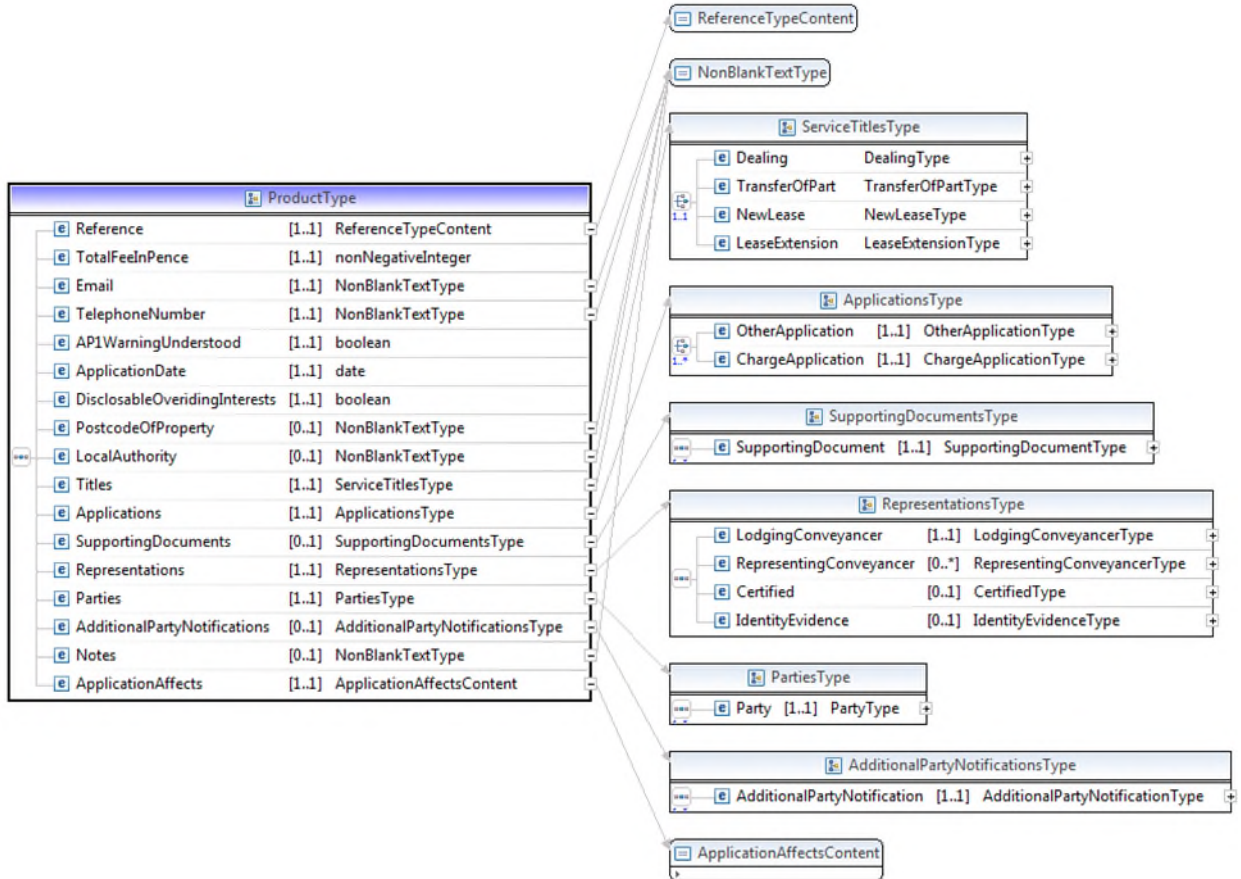 ProductType
Reference [1..1] ReferenceTypeContent
TotalFeeInPence [1..1] nonNegativeInteger
Email [1..1] NonBlankTextType
TelephoneNumber [1..1] NonBlankTextType
AP1WarningUnderstood [1..1] boolean
ApplicationDate [1..1] date
DisclosableOveridingInterests [1..1] boolean
PostcodeOfProperty [0..1] NonBlankTextType
LocalAuthority [0..1] NonBlankTextType
Titles [1..1] ServiceTitlesType
Applications [1..1] ApplicationsType
SupportingDocuments [0..1] SupportingDocumentsType
Representations [1..1] RepresentationsType
Parties [1..1] PartiesType
AdditionalPartyNotifications [0..1] AdditionalPartyNotificationsType
Notes [0..1] NonBlankTextType
ApplicationAffects [1..1] ApplicationAffectsContent
ReferenceTypeContent
NonBlankTextType
ServiceTitlesType
1..1
Dealing DealingType
TransferOfPart TransferOfPartType
NewLease NewLeaseType
LeaseExtension LeaseExtensionType
ApplicationsType
1..*
OtherApplication [1..1] OtherApplicationType
ChargeApplication [1..1] ChargeApplicationType
SupportingDocumentsType
SupportingDocument [1..1] SupportingDocumentType
RepresentationsType
LodgingConveyancer [1..1] LodgingConveyancerType
RepresentingConveyancer [0..*] RepresentingConveyancerType
Certified [0..1] CertifiedType
IdentityEvidence [0..1] IdentityEvidenceType
PartiesType
Party [1..1] PartyType
AdditionalPartyNotificationsType
AdditionalPartyNotification [1..1] AdditionalPartyNotificationType
ApplicationAffectsContent